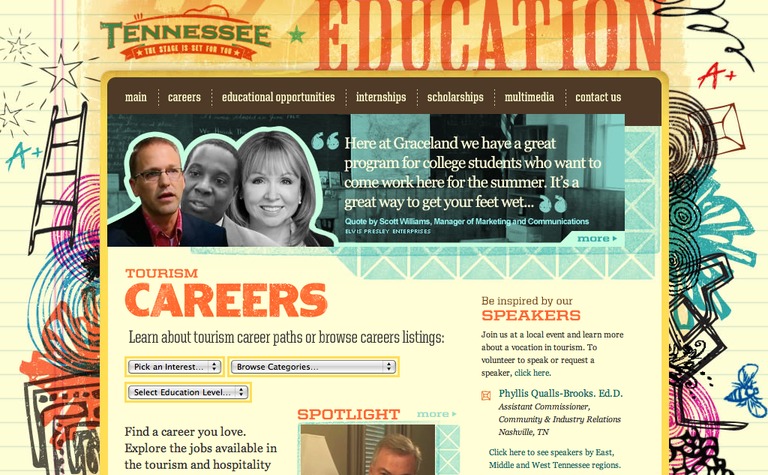 TENNESSEE
THE STAGE IS SET FOR YOU
EDUCATION
A+
A+
main careers educational opportunities internships scholarships multimedia contact us
“ Here at Graceland we have a great
program for college students who want to
come work here for the summer. It's a
great way to get your feet wet... ”
Quote by Scott Williams, Manager of Marketing and Communications
ELVIS PRESLEY ENTERPRISES
more
TOURISM
CAREERS
Learn about tourism career paths or browse careers listings:
Pick an Interest... Browse Categories...
Select Education Level...
Find a career you love.
Explore the jobs available in
the tourism and hospitality
SPOTLIGHT more
Be inspired by our
SPEAKERS
Join us at a local event and learn more
about a vocation in tourism. To
volunteer to speak or request a
speaker, click here.
Phyllis Qualls-Brooks. Ed.D.
Assistant Commissioner,
Community & Industry Relations
Nashville, TN
Click here to see speakers by East,
Middle and West Tennessee regions.